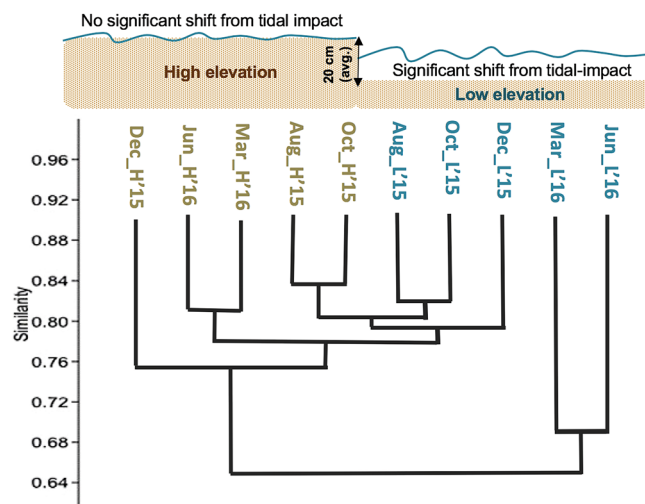 No significant shift from tidal impact
High elevation
20 cm
(avg.)
Significant shift from tidal-impact
Low elevation
Dec_H'15
Jun_H'16
Mar_H'16
Aug_H'15
Oct_H'15
Aug_L'15
Oct_L'15
Dec_L'15
Mar_L'16
Jun_L'16
Similarity
0.96
0.92
0.88
0.84
0.80
0.76
0.72
0.68
0.64